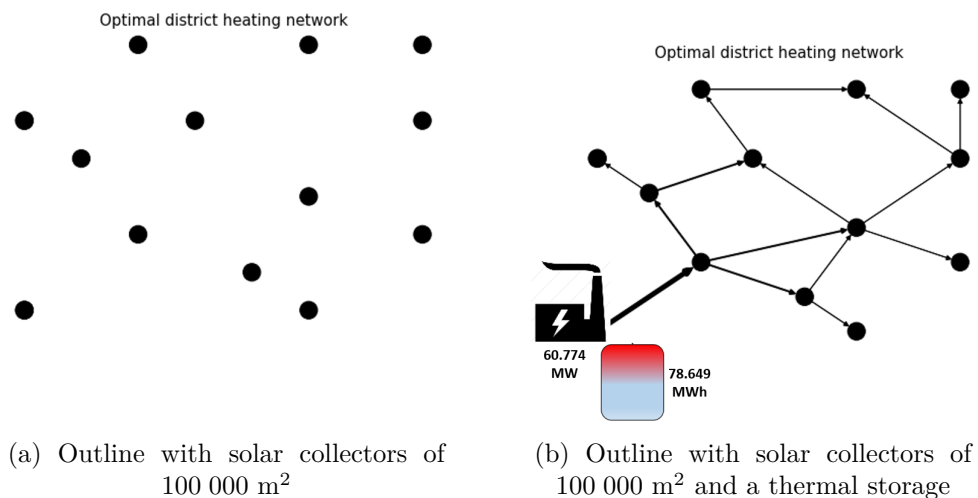 Optimal district heating network
Optimal district heating network
60.774
MW
78.649
MWh
(a) Outline with solar collectors of
100 000 m²
(b) Outline with solar collectors of
100 000 m² and a thermal storage